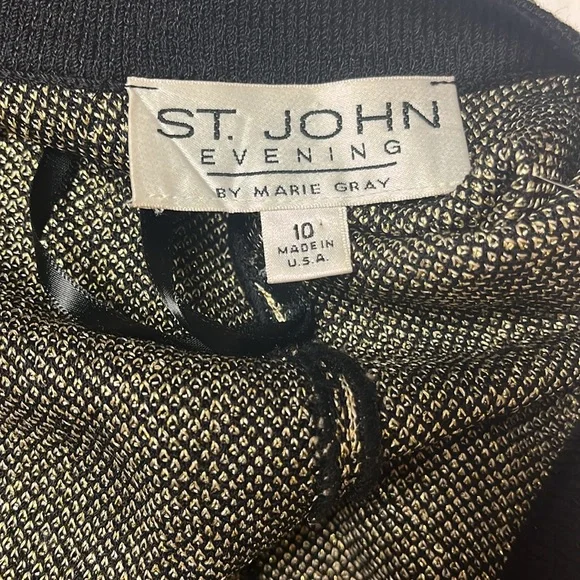 ST. JOHN
EVENING
BY MARIE GRAY
10
MADE IN
U.S.A.